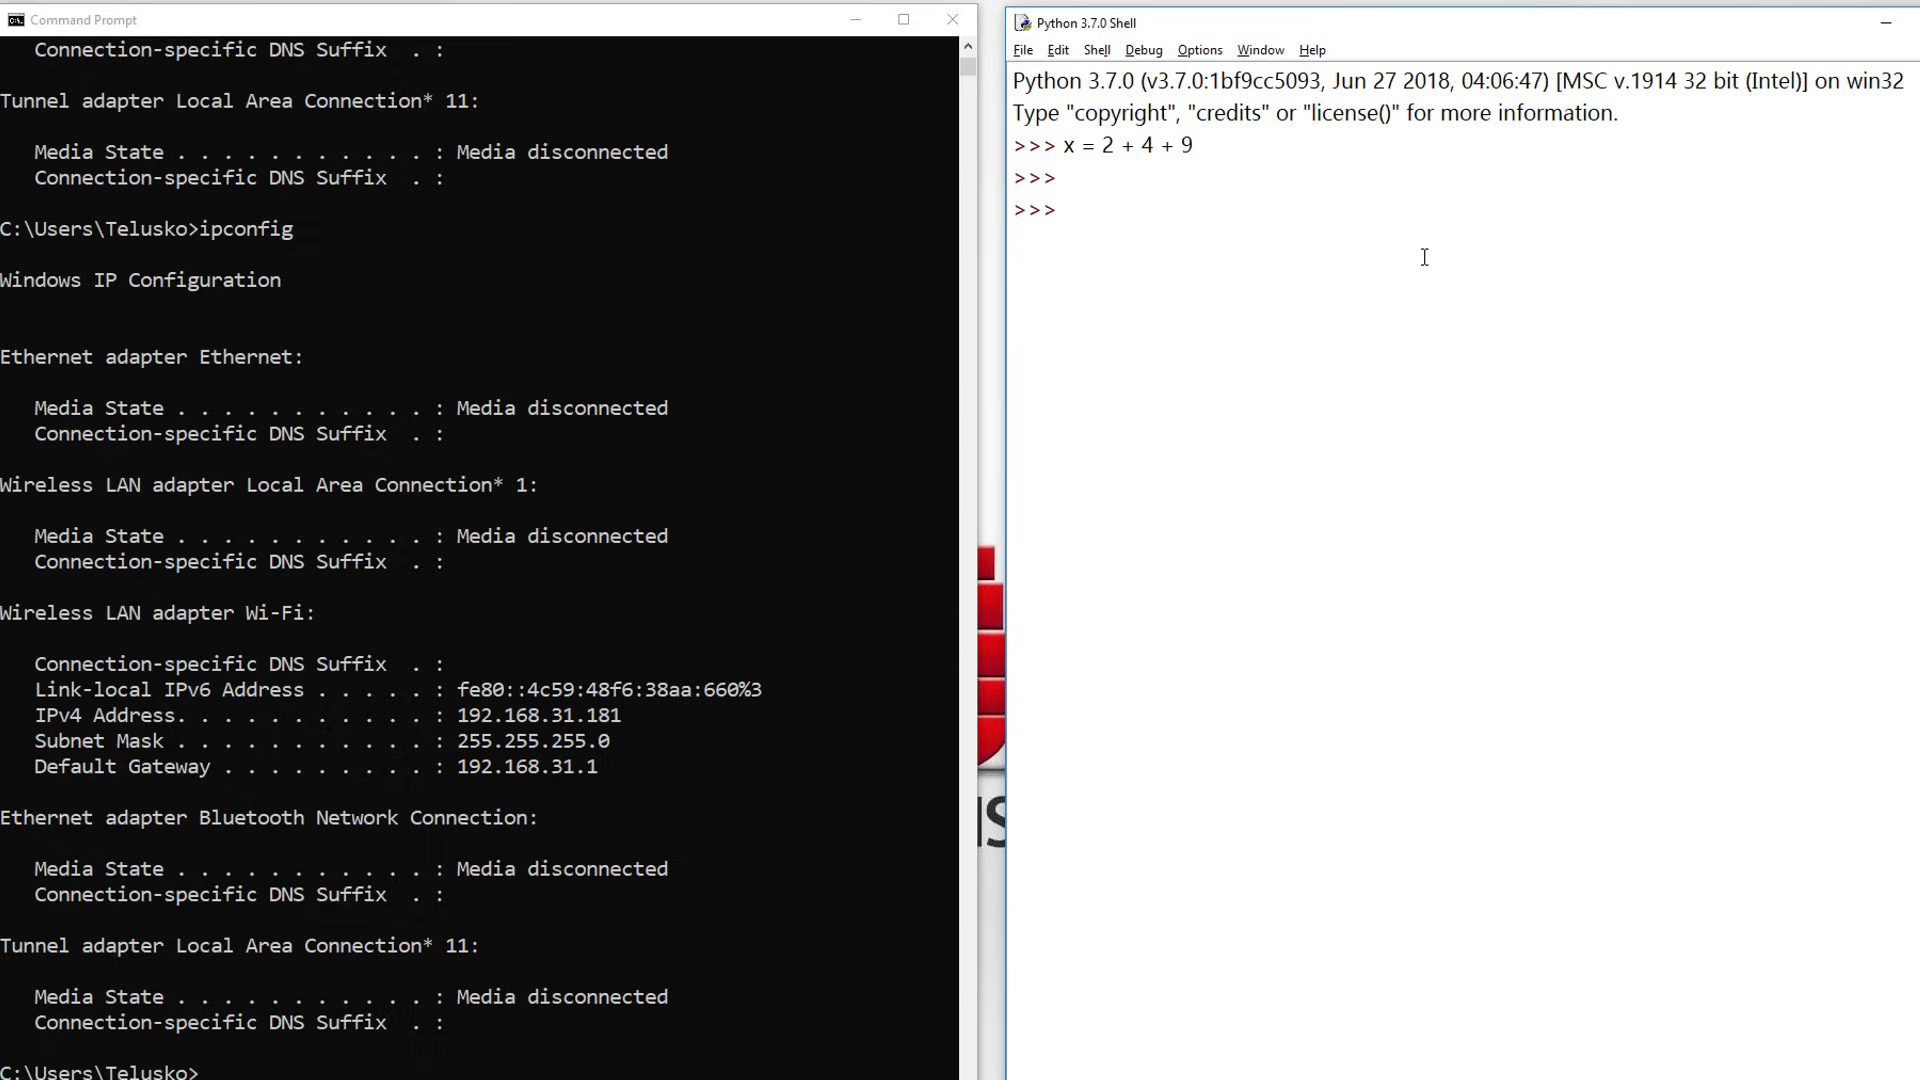 Command Prompt
Connection-specific DNS Suffix  . :
Tunnel adapter Local Area Connection* 11:
Media State . . . . . . . . . . . : Media disconnected
Connection-specific DNS Suffix  . :
C:\Users\Telusko>ipconfig
Windows IP Configuration
Ethernet adapter Ethernet:
Media State . . . . . . . . . . . : Media disconnected
Connection-specific DNS Suffix  . :
Wireless LAN adapter Local Area Connection* 1:
Media State . . . . . . . . . . . : Media disconnected
Connection-specific DNS Suffix  . :
Wireless LAN adapter Wi-Fi:
Connection-specific DNS Suffix  . :
Link-local IPv6 Address . . . . . : fe80::4c59:48f6:38aa:660%3
IPv4 Address. . . . . . . . . . . : 192.168.31.181
Subnet Mask . . . . . . . . . . . : 255.255.255.0
Default Gateway . . . . . . . . . : 192.168.31.1
Ethernet adapter Bluetooth Network Connection:
Media State . . . . . . . . . . . : Media disconnected
Connection-specific DNS Suffix  . :
Tunnel adapter Local Area Connection* 11:
Media State . . . . . . . . . . . : Media disconnected
Connection-specific DNS Suffix  . :
C:\Users\Telusko>
Python 3.7.0 Shell
File Edit Shell Debug Options Window Help
Python 3.7.0 (v3.7.0:1bf9cc5093, Jun 27 2018, 04:06:47) [MSC v.1914 32 bit (Intel)] on win32
Type "copyright", "credits" or "license()" for more information.
>>> x = 2 + 4 + 9
>>>
>>>